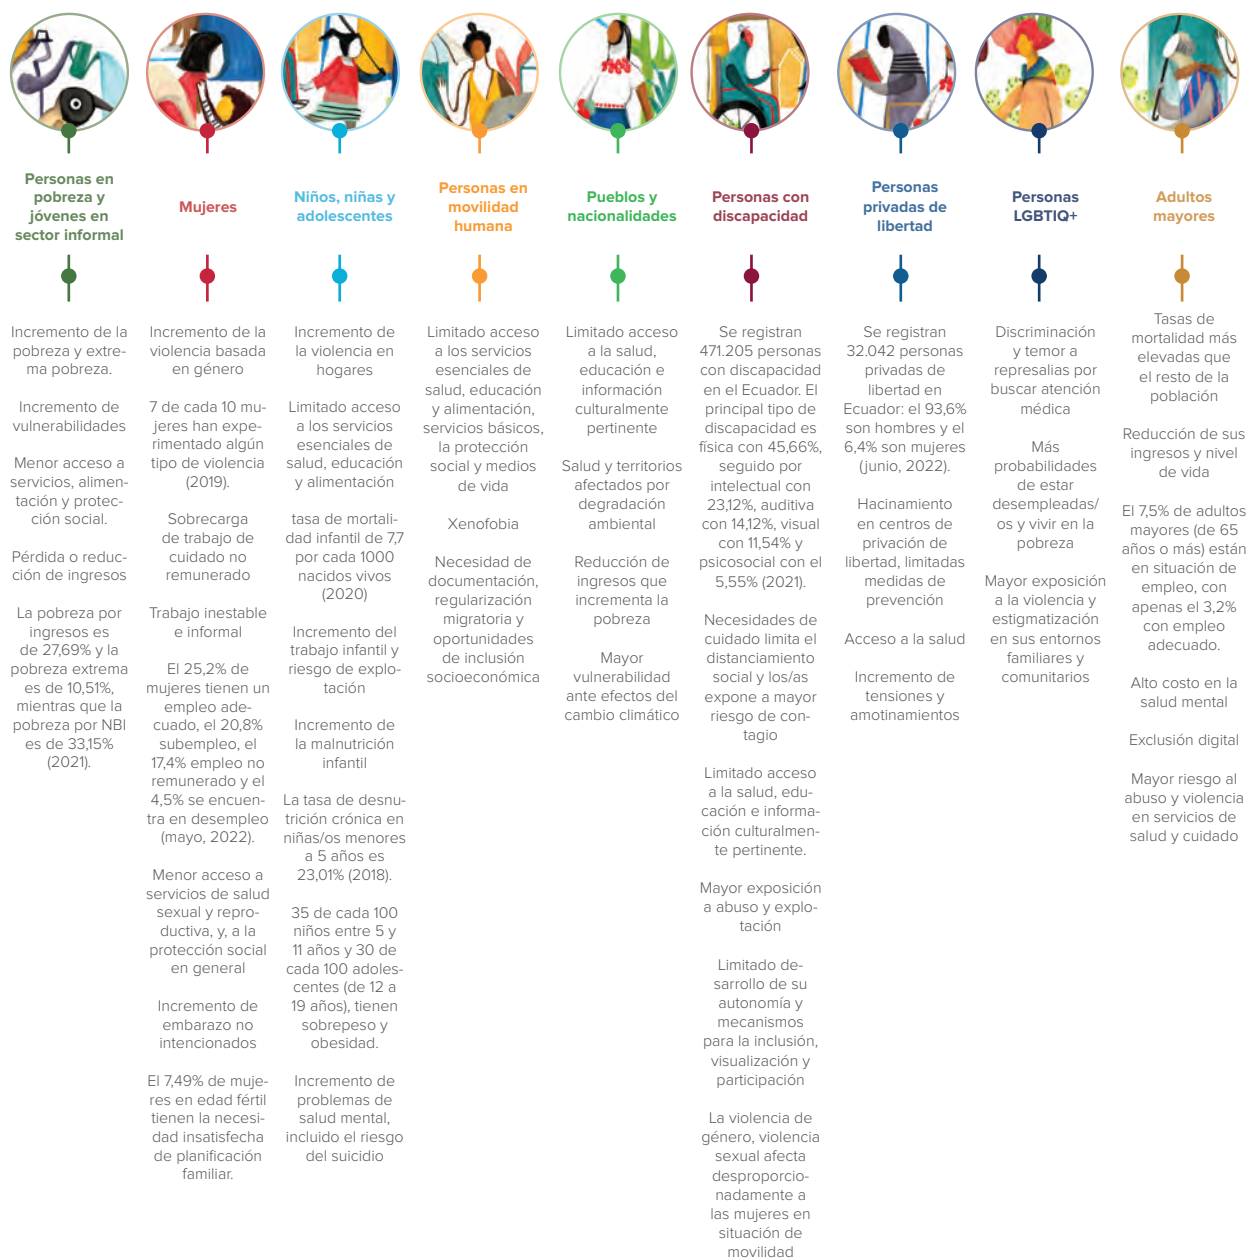 Personas en
pobreza y
jóvenes en
sector informal
Incremento de la
pobreza y extre-
ma pobreza.
Incremento de
vulnerabilidades
Menor acceso a
servicios, alimen-
tación y protec-
ción social.
Pérdida o reduc-
ción de ingresos
La pobreza por
ingresos es
de 27,69% y la
pobreza extrema
es de 10,51%,
mientras que la
pobreza por NBI
es de 33,15%
(2021).
Mujeres
Incremento de la
violencia basada
en género
7 de cada 10 mu-
jeres han expe-
rimentado algún
tipo de violencia
(2019).
Sobrecarga
de trabajo de
cuidado no
remunerado
Trabajo inestable
e informal
El 25,2% de
mujeres tienen un
empleo ade-
cuado, el 20,8%
subempleo, el
17,4% empleo no
remunerado y el
4,5% se encuen-
tra en desempleo
(mayo, 2022).
Menor acceso a
servicios de salud
sexual y repro-
ductiva, y, a la
protección social
en general
Incremento de
embarazo no
intencionados
El 7,49% de muje-
res en edad fértil
tienen la necesi-
dad insatisfecha
de planificación
familiar.
Niños, niñas y
adolescentes
Incremento de
la violencia en
hogares
Limitado acceso
a los servicios
esenciales de
salud, educación
y alimentación
tasa de mortali-
dad infantil de 7,7
por cada 1000
nacidos vivos
(2020)
Incremento del
trabajo infantil y
riesgo de explo-
tación
Incremento de
la malnutrición
infantil
La tasa de desnu-
trición crónica en
niñas/os menores
a 5 años es
23,01% (2018).
35 de cada 100
niños entre 5 y
11 años y 30 de
cada 100 adoles-
centes (de 12 a
19 años), tienen
sobrepeso y
obesidad.
Incremento de
problemas de
salud mental,
incluido el riesgo
del suicidio
Personas en
movilidad
humana
Limitado acceso
a los servicios
esenciales de
salud, educación
y alimentación,
servicios básicos,
la protección
social y medios
de vida
Xenofobia
Necesidad de
documentación,
regularización
migratoria y
oportunidades
de inclusión
socioeconómica
Pueblos y
nacionalidades
Limitado acceso
a la salud,
educación e
información
culturalmente
pertinente
Salud y territorios
afectados por
degradación
ambiental
Reducción de
ingresos que
incrementa la
pobreza
Mayor
vulnerabilidad
ante efectos del
cambio climático
Personas con
discapacidad
Se registran
471.205 personas
con discapacidad
en el Ecuador. El
principal tipo de
discapacidad es
física con 45,66%,
seguido por
intelectual con
23,12%, auditiva
con 14,12%, visual
con 11,54% y
psicosocial con el
5,55% (2021).
Necesidades de
cuidado limita el
distanciamiento
social y los/as
expone a mayor
riesgo de con-
tagio
Limitado acceso
a la salud, edu-
cación e informa-
ción culturalmen-
te pertinente.
Mayor exposición
a abuso y explo-
tación
Limitado de-
sarrollo de su
autonomía y
mecanismos
para la inclusión,
visualización y
participación
La violencia de
género, violencia
sexual afecta
desproporcio-
nadamente a
las mujeres en
situación de
movilidad
Personas
privadas de
libertad
Se registran
32.042 personas
privadas de
libertad en
Ecuador: el 93,6%
son hombres y el
6,4% son mujeres
(junio, 2022).
Hacinamiento
en centros de
privación de
libertad, limitadas
medidas de
prevención
Acceso a la salud
Incremento de
tensiones y
amotinamientos
Personas
LGBTIQ+
Discriminación
y temor a
represalias por
buscar atención
médica
Más
probabilidades
de estar
desempleadas/
os y vivir en la
pobreza
Mayor exposición
a la violencia y
estigmatización
en sus entornos
familiares y
comunitarios
Adultos
mayores
Tasas de
mortalidad más
elevadas que
el resto de la
población
Reducción de sus
ingresos y nivel
de vida
El 7,5% de adultos
mayores (de 65
años o más) están
en situación de
empleo, con
apenas el 3,2%
con empleo
adecuado.
Alto costo en la
salud mental
Exclusión digital
Mayor riesgo al
abuso y violencia
en servicios de
salud y cuidado